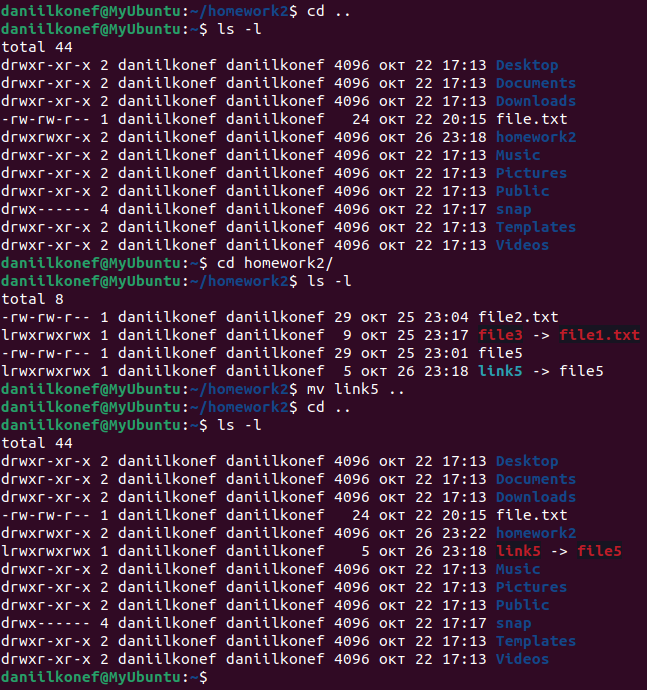 daniilkonef@MyUbuntu:~/homework2$ cd ..
daniilkonef@MyUbuntu:~$ ls -l
total 44
drwxr-xr-x 2 daniilkonef daniilkonef 4096 окт 22 17:13 Desktop
drwxr-xr-x 2 daniilkonef daniilkonef 4096 окт 22 17:13 Documents
drwxr-xr-x 2 daniilkonef daniilkonef 4096 окт 22 17:13 Downloads
-rw-rw-r-- 1 daniilkonef daniilkonef   24 окт 22 20:15 file.txt
drwxrwxr-x 2 daniilkonef daniilkonef 4096 окт 26 23:18 homework2
drwxr-xr-x 2 daniilkonef daniilkonef 4096 окт 22 17:13 Music
drwxr-xr-x 2 daniilkonef daniilkonef 4096 окт 22 17:13 Pictures
drwxr-xr-x 2 daniilkonef daniilkonef 4096 окт 22 17:13 Public
drwx------ 4 daniilkonef daniilkonef 4096 окт 22 17:17 snap
drwxr-xr-x 2 daniilkonef daniilkonef 4096 окт 22 17:13 Templates
drwxr-xr-x 2 daniilkonef daniilkonef 4096 окт 22 17:13 Videos
daniilkonef@MyUbuntu:~$ cd homework2/
daniilkonef@MyUbuntu:~/homework2$ ls -l
total 8
-rw-rw-r-- 1 daniilkonef daniilkonef 29 окт 25 23:04 file2.txt
lrwxrwxrwx 1 daniilkonef daniilkonef  9 окт 25 23:17 file3 -> file1.txt
-rw-rw-r-- 1 daniilkonef daniilkonef 29 окт 25 23:01 file5
lrwxrwxrwx 1 daniilkonef daniilkonef  5 окт 26 23:18 link5 -> file5
daniilkonef@MyUbuntu:~/homework2$ mv link5 ..
daniilkonef@MyUbuntu:~/homework2$ cd ..
daniilkonef@MyUbuntu:~$ ls -l
total 44
drwxr-xr-x 2 daniilkonef daniilkonef 4096 окт 22 17:13 Desktop
drwxr-xr-x 2 daniilkonef daniilkonef 4096 окт 22 17:13 Documents
drwxr-xr-x 2 daniilkonef daniilkonef 4096 окт 22 17:13 Downloads
-rw-rw-r-- 1 daniilkonef daniilkonef   24 окт 22 20:15 file.txt
drwxrwxr-x 2 daniilkonef daniilkonef 4096 окт 26 23:22 homework2
lrwxrwxrwx 1 daniilkonef daniilkonef    5 окт 26 23:18 link5 -> file5
drwxr-xr-x 2 daniilkonef daniilkonef 4096 окт 22 17:13 Music
drwxr-xr-x 2 daniilkonef daniilkonef 4096 окт 22 17:13 Pictures
drwxr-xr-x 2 daniilkonef daniilkonef 4096 окт 22 17:13 Public
drwx------ 4 daniilkonef daniilkonef 4096 окт 22 17:17 snap
drwxr-xr-x 2 daniilkonef daniilkonef 4096 окт 22 17:13 Templates
drwxr-xr-x 2 daniilkonef daniilkonef 4096 окт 22 17:13 Videos
daniilkonef@MyUbuntu:~$